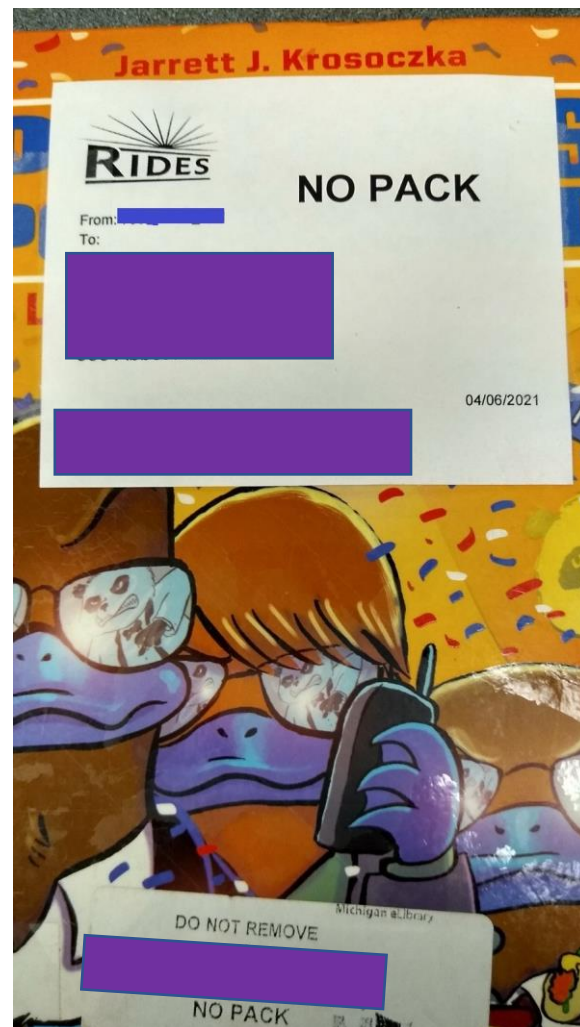 Jarrett J. Krosoczka
RIDES
NO PACK
From:
To:
04/06/2021
Michigan eLibrary
DO NOT REMOVE
NO PACK